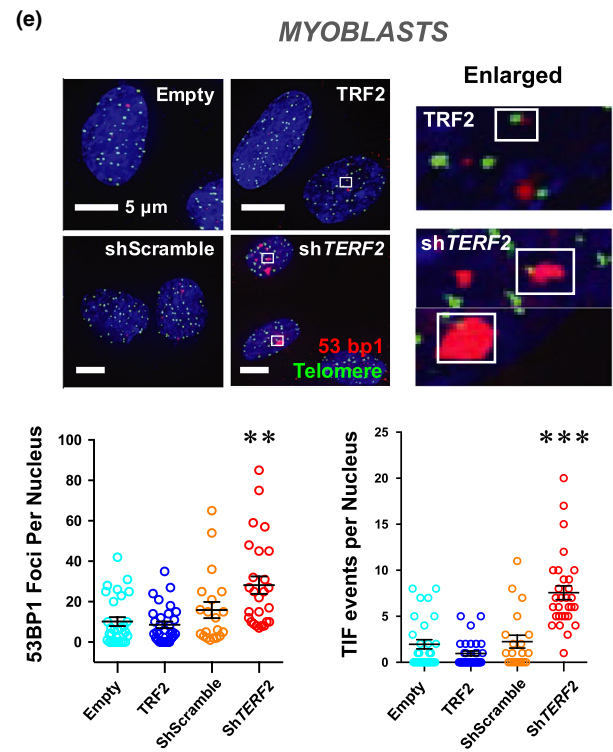 (e)
MYOBLASTS
Enlarged
Empty
5 µm
TRF2
TRF2
shScramble
shTERF2
53 bp1
Telomere
shTERF2
53BP1 Foci Per Nucleus
100
80
60
40
20
0
**
Empty
TRF2
ShScramble
ShTERF2
TIF events per Nucleus
25
20
15
10
5
0
***
Empty
TRF2
ShScramble
ShTERF2